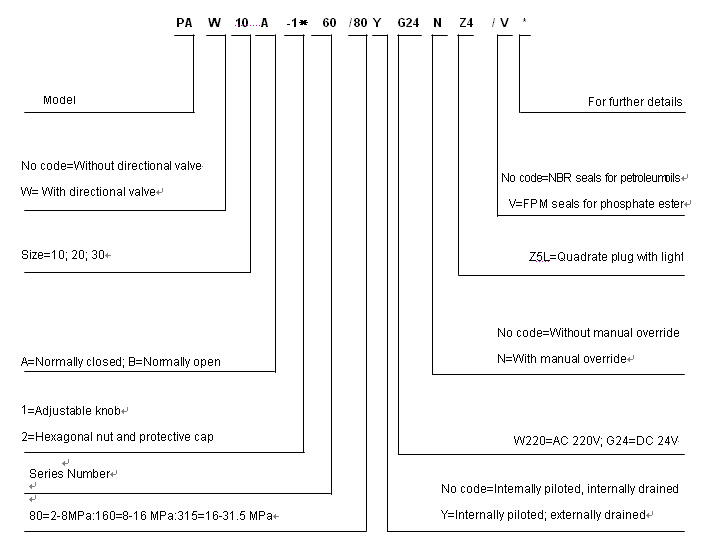 PA W 10....A -1* 60 /80 Y G24 N Z4 / V *
Model
For further details
No code=Without directional valve
W= With directional valve
No code=NBR seals for petroleumoils
V=FPM seals for phosphate ester
Size=10; 20; 30
Z5L=Quadrate plug with light
No code=Without manual override
N=With manual override
A=Normally closed; B=Normally open
1=Adjustable knob
2=Hexagonal nut and protective cap
W220=AC 220V; G24=DC 24V
Series Number
No code=Internally piloted, internally drained
80=2-8MPa:160=8-16 MPa:315=16-31.5 MPa
Y=Internally piloted; externally drained